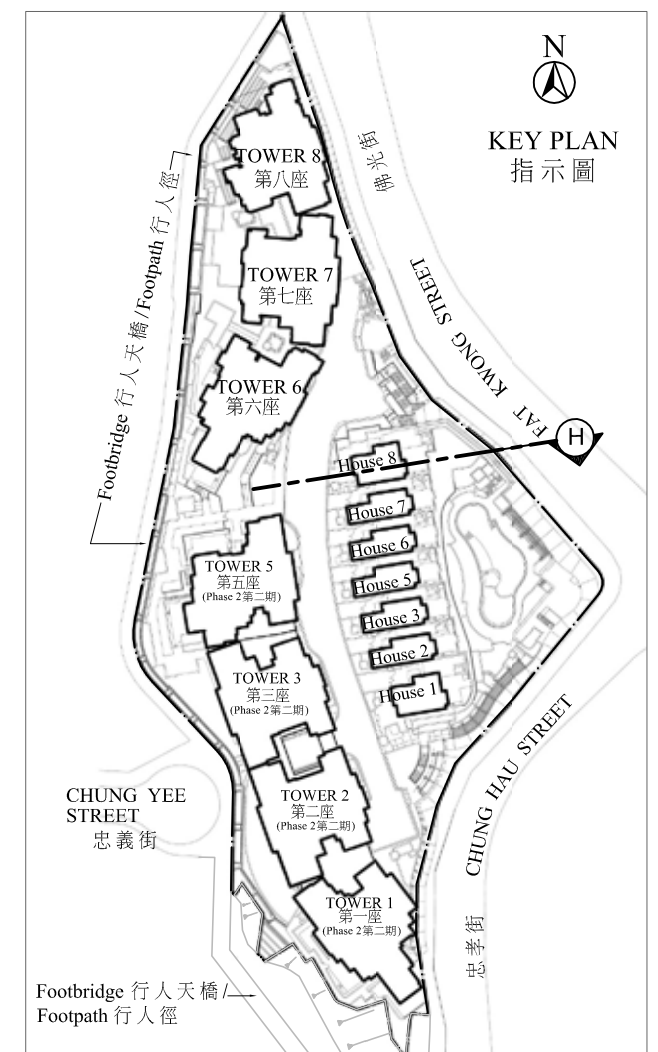 N
KEY PLAN
指示圖
TOWER 8
第八座
佛光街
FAT KWONG STREET
Footbridge 行人天橋/Footpath 行人徑
TOWER 7
第七座
TOWER 6
第六座
H
House 8
House 7
House 6
House 5
House 3
House 2
House 1
TOWER 5
第五座
(Phase 2第二期)
TOWER 3
第三座
(Phase 2第二期)
TOWER 2
第二座
(Phase 2第二期)
TOWER 1
第一座
(Phase 2第二期)
CHUNG YEE
STREET
忠義街
CHUNG HAU STREET
忠孝街
Footbridge 行人天橋/
Footpath 行人徑